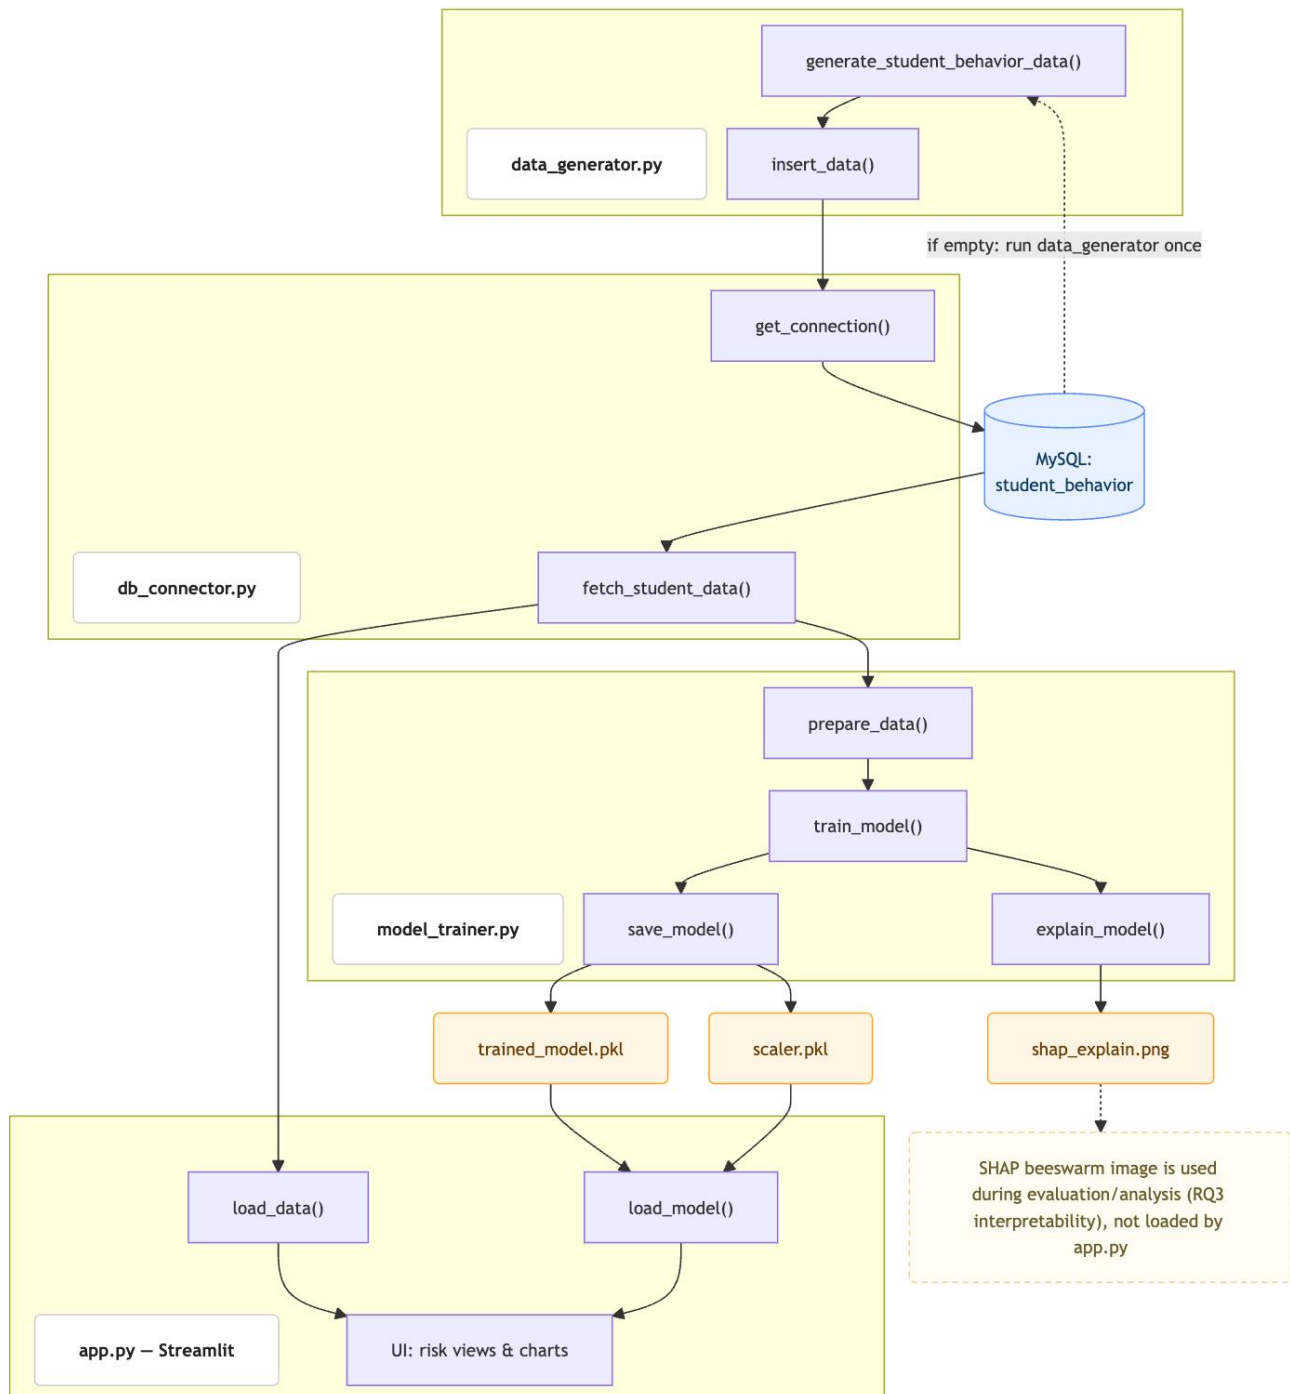 generate_student_behavior_data()
data_generator.py
insert_data()
if empty: run data_generator once
get_connection()
MySQL:
student_behavior
db_connector.py
fetch_student_data()
prepare_data()
train_model()
model_trainer.py
save_model()
explain_model()
trained_model.pkl
scaler.pkl
shap_explain.png
SHAP beeswarm image is used
during evaluation/analysis (RQ3
interpretability), not loaded by
app.py
load_data()
load_model()
app.py — Streamlit
UI: risk views & charts